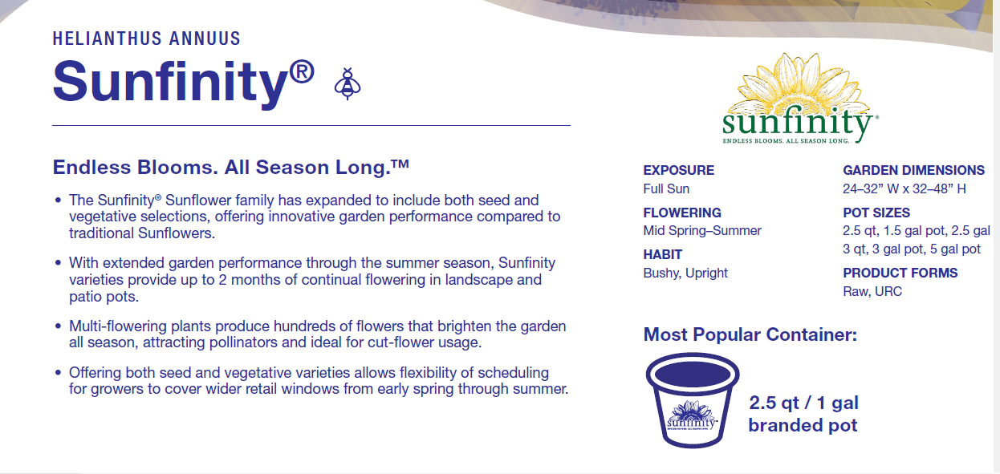 HELIANTHUS ANNUUS
Sunfinity®
Endless Blooms. All Season Long.™
• The Sunfinity® Sunflower family has expanded to include both seed and
vegetative selections, offering innovative garden performance compared to
traditional Sunflowers.
• With extended garden performance through the summer season, Sunfinity
varieties provide up to 2 months of continual flowering in landscape and
patio pots.
• Multi-flowering plants produce hundreds of flowers that brighten the garden
all season, attracting pollinators and ideal for cut-flower usage.
• Offering both seed and vegetative varieties allows flexibility of scheduling
for growers to cover wider retail windows from early spring through summer.
sunfinity®
ENDLESS BLOOMS. ALL SEASON LONG.
EXPOSURE
Full Sun
FLOWERING
Mid Spring–Summer
HABIT
Bushy, Upright
GARDEN DIMENSIONS
24–32” W x 32–48” H
POT SIZES
2.5 qt, 1.5 gal pot, 2.5 gal
3 qt, 3 gal pot, 5 gal pot
PRODUCT FORMS
Raw, URC
Most Popular Container:
sunfinity
ENDLESS BLOOMS. ALL SEASON LONG.
2.5 qt / 1 gal
branded pot